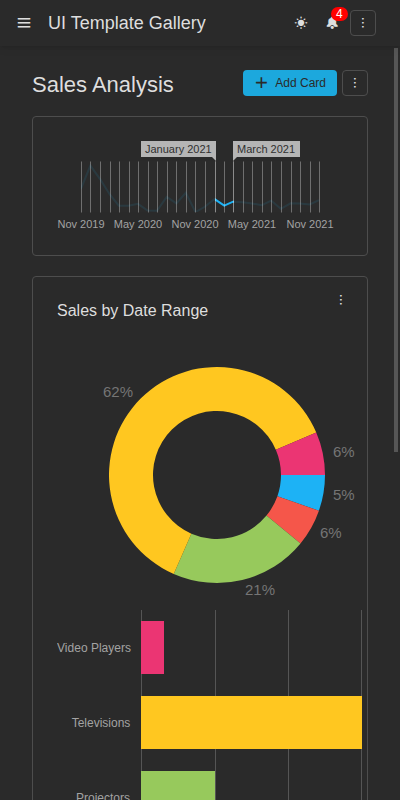 UI Template Gallery
4
Sales Analysis
Add Card
January 2021
March 2021
Nov 2019
May 2020
Nov 2020
May 2021
Nov 2021
Sales by Date Range
62%
6%
5%
6%
21%
Video Players
Televisions
Projectors